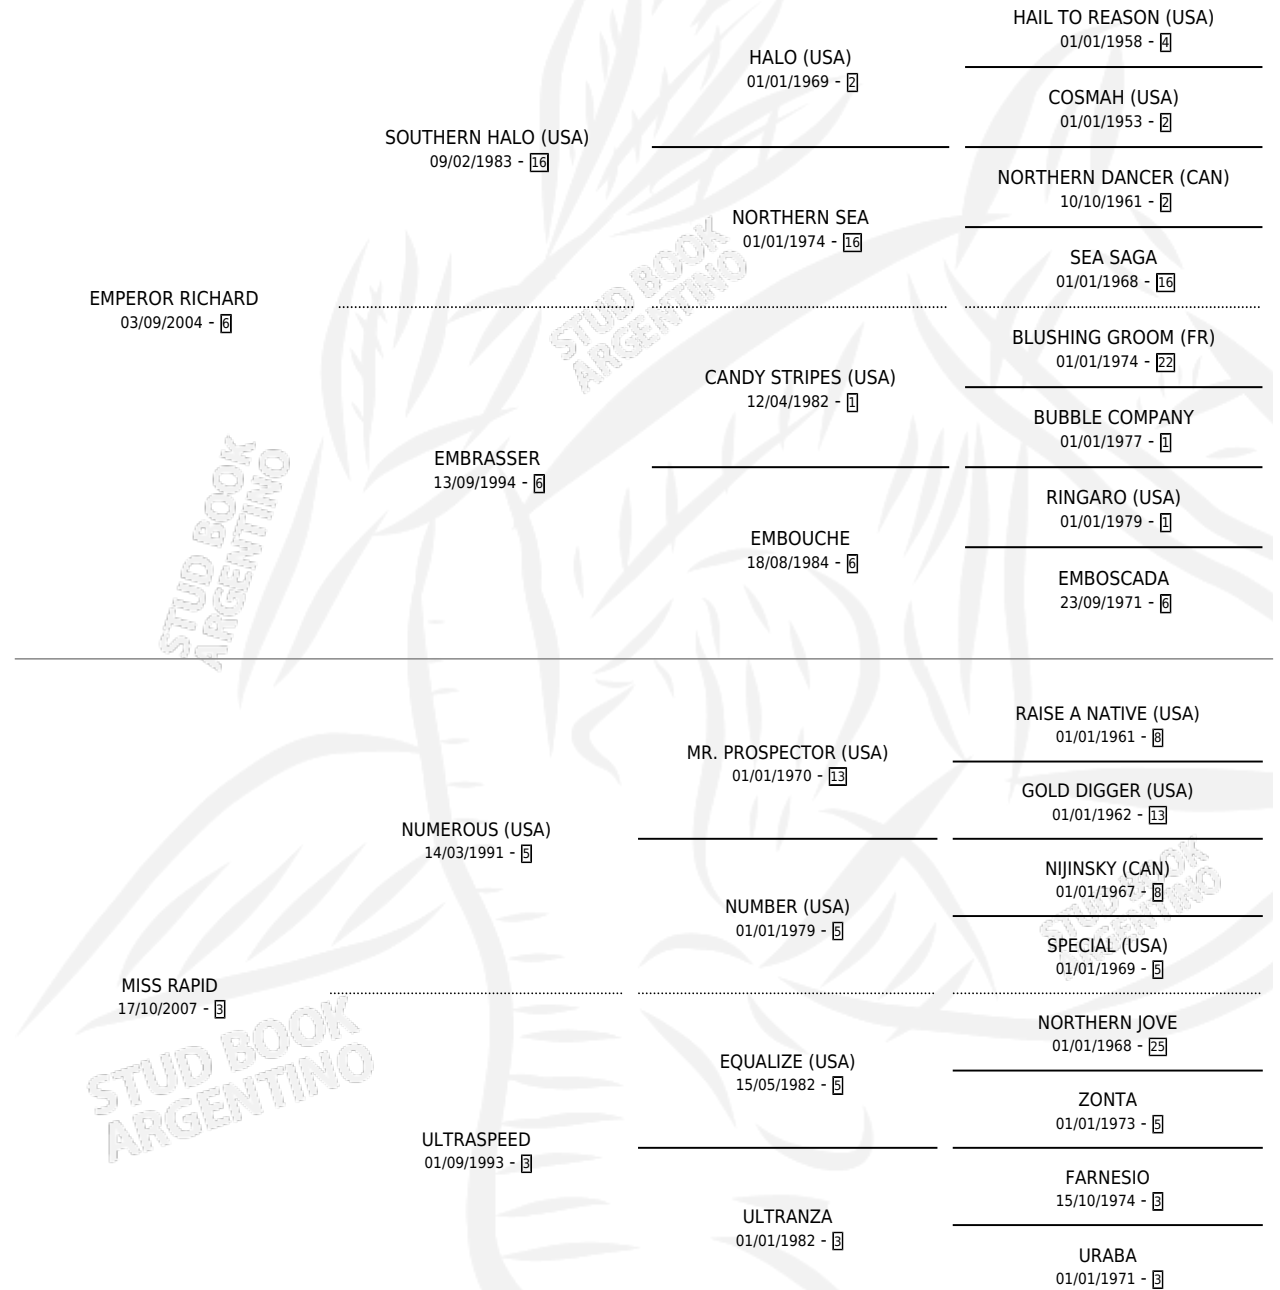 HAIL TO REASON (USA)
01/01/1958 - 4
HALO (USA)
01/01/1969 - 2
COSMAH (USA)
01/01/1953 - 2
SOUTHERN HALO (USA)
09/02/1983 - 16
NORTHERN DANCER (CAN)
10/10/1961 - 2
NORTHERN SEA
01/01/1974 - 16
SEA SAGA
01/01/1968 - 16
EMPEROR RICHARD
03/09/2004 - 6
STUD BOOK
ARGENTINO
BLUSHING GROOM (FR)
01/01/1974 - 22
CANDY STRIPES (USA)
12/04/1982 - 1
BUBBLE COMPANY
01/01/1977 - 1
EMBRASSER
13/09/1994 - 6
RINGARO (USA)
01/01/1979 - 1
EMBOUCHE
18/08/1984 - 6
EMBOSCADA
23/09/1971 - 6
STUD BOOK
ARGENTINO
RAISE A NATIVE (USA)
01/01/1961 - 8
MR. PROSPECTOR (USA)
01/01/1970 - 13
GOLD DIGGER (USA)
01/01/1962 - 13
NUMEROUS (USA)
14/03/1991 - 5
NIJINSKY (CAN)
01/01/1967 - 8
NUMBER (USA)
01/01/1979 - 5
STUD BOOK
ARGENTINO
SPECIAL (USA)
01/01/1969 - 5
MISS RAPID
17/10/2007 - 3
NORTHERN JOVE
01/01/1968 - 25
STUD BOOK
ARGENTINO
EQUALIZE (USA)
15/05/1982 - 5
ZONTA
01/01/1973 - 5
ULTRASPEED
01/09/1993 - 3
FARNESIO
15/10/1974 - 3
ULTRANZA
01/01/1982 - 3
URABA
01/01/1971 - 3